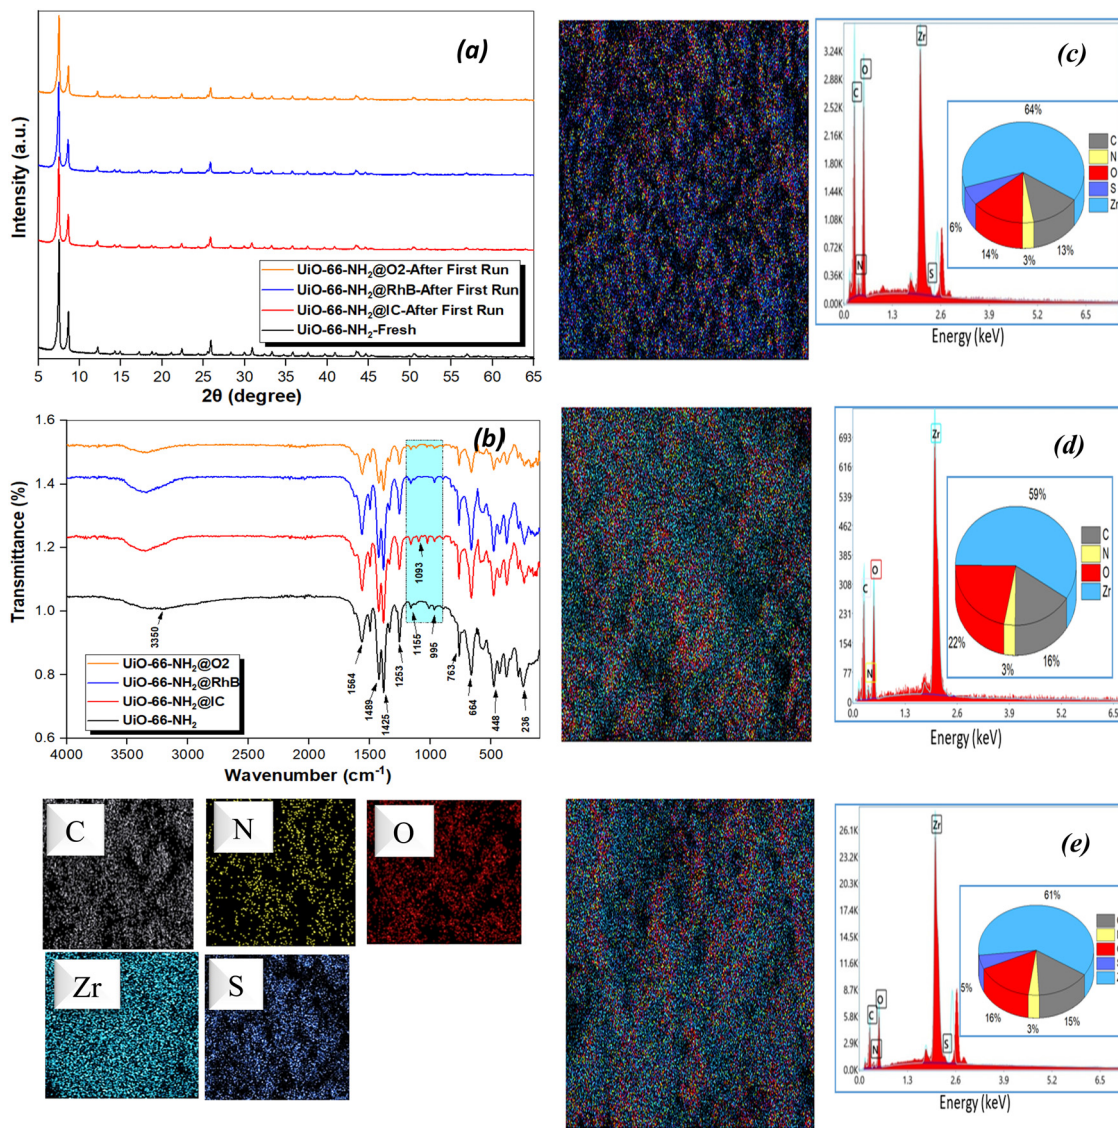 (a)
Intensity (a.u.)
UiO-66-NH₂@O2-After First Run
UiO-66-NH₂@RhB-After First Run
UiO-66-NH₂@IC-After First Run
UiO-66-NH₂-Fresh
5 10 15 20 25 30 35 40 45 50 55 60 65
2θ (degree)
(c)
3.24K
2.88K
2.52K
2.16K
1.80K
1.44K
1.08K
0.72K
0.36K
0.00K
C
O
N
Zr
S
64%
6%
14%
3%
13%
C
N
O
S
Zr
0.0 1.3 2.6 3.9 5.2 6.5
Energy (keV)
(b)
Transmittance (%)
1.6
1.4
1.2
1.0
0.8
0.6
3350
1564
1489
1425
1253
1155
1093
995
763
664
448
236
UiO-66-NH₂@O2
UiO-66-NH₂@RhB
UiO-66-NH₂@IC
UiO-66-NH₂
4000 3500 3000 2500 2000 1500 1000 500
Wavenumber (cm⁻¹)
(d)
693
616
539
462
385
308
231
154
77
0
C
O
N
Zr
59%
22%
3%
16%
C
N
O
Zr
0.0 1.3 2.6 3.9 5.2 6.5
Energy (keV)
C
N
O
Zr
S
(e)
26.1K
23.2K
20.3K
17.4K
14.5K
11.6K
8.7K
5.8K
2.9K
0.0K
C
O
N
Zr
S
61%
5%
16%
3%
15%
0.0 1.3 2.6 3.9 5.2 6.5
Energy (keV)